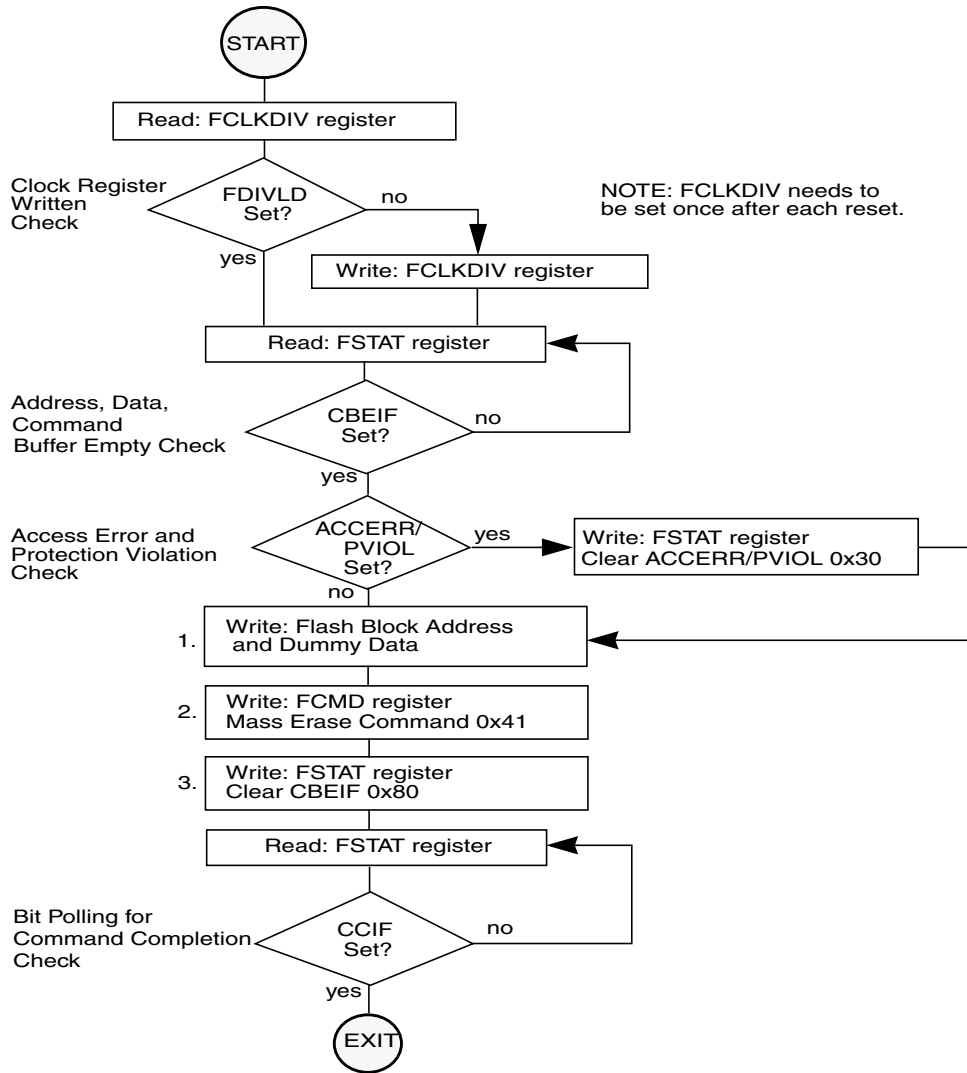 START
Read: FCLKDIV register
Clock Register
Written
Check
FDIVLD
Set?
no
yes
NOTE: FCLKDIV needs to
be set once after each reset.
Write: FCLKDIV register
Read: FSTAT register
Address, Data,
Command
Buffer Empty Check
CBEIF
Set?
no
yes
Access Error and
Protection Violation
Check
ACCERR/
PVIOL
Set?
yes
no
Write: FSTAT register
Clear ACCERR/PVIOL 0x30
1.
Write: Flash Block Address
and Dummy Data
2.
Write: FCMD register
Mass Erase Command 0x41
3.
Write: FSTAT register
Clear CBEIF 0x80
Read: FSTAT register
Bit Polling for
Command Completion
Check
CCIF
Set?
no
yes
EXIT